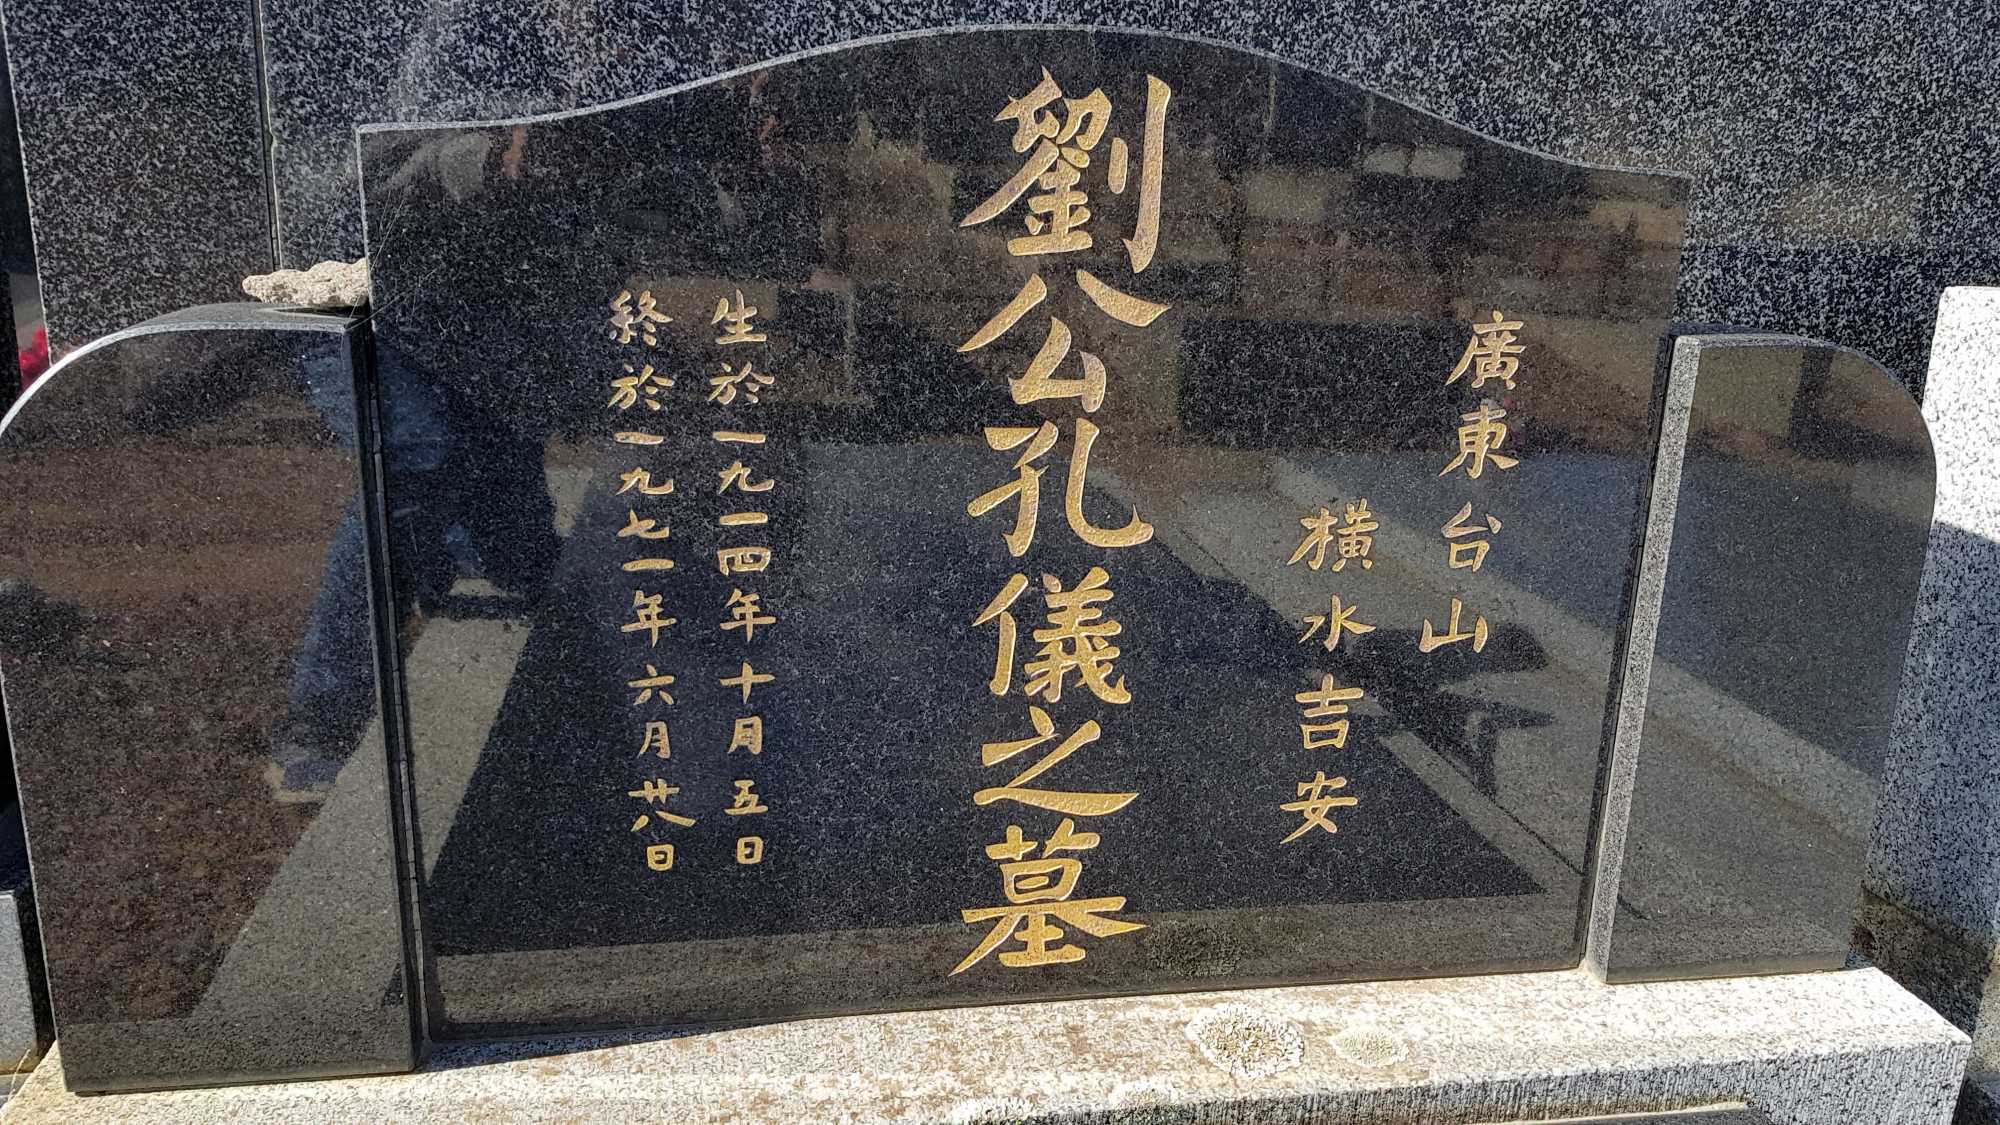 廣東台山
橫水吉安
劉公孔儀之墓
生於一九一四年十月五日
終於一九七一年六月廿八日